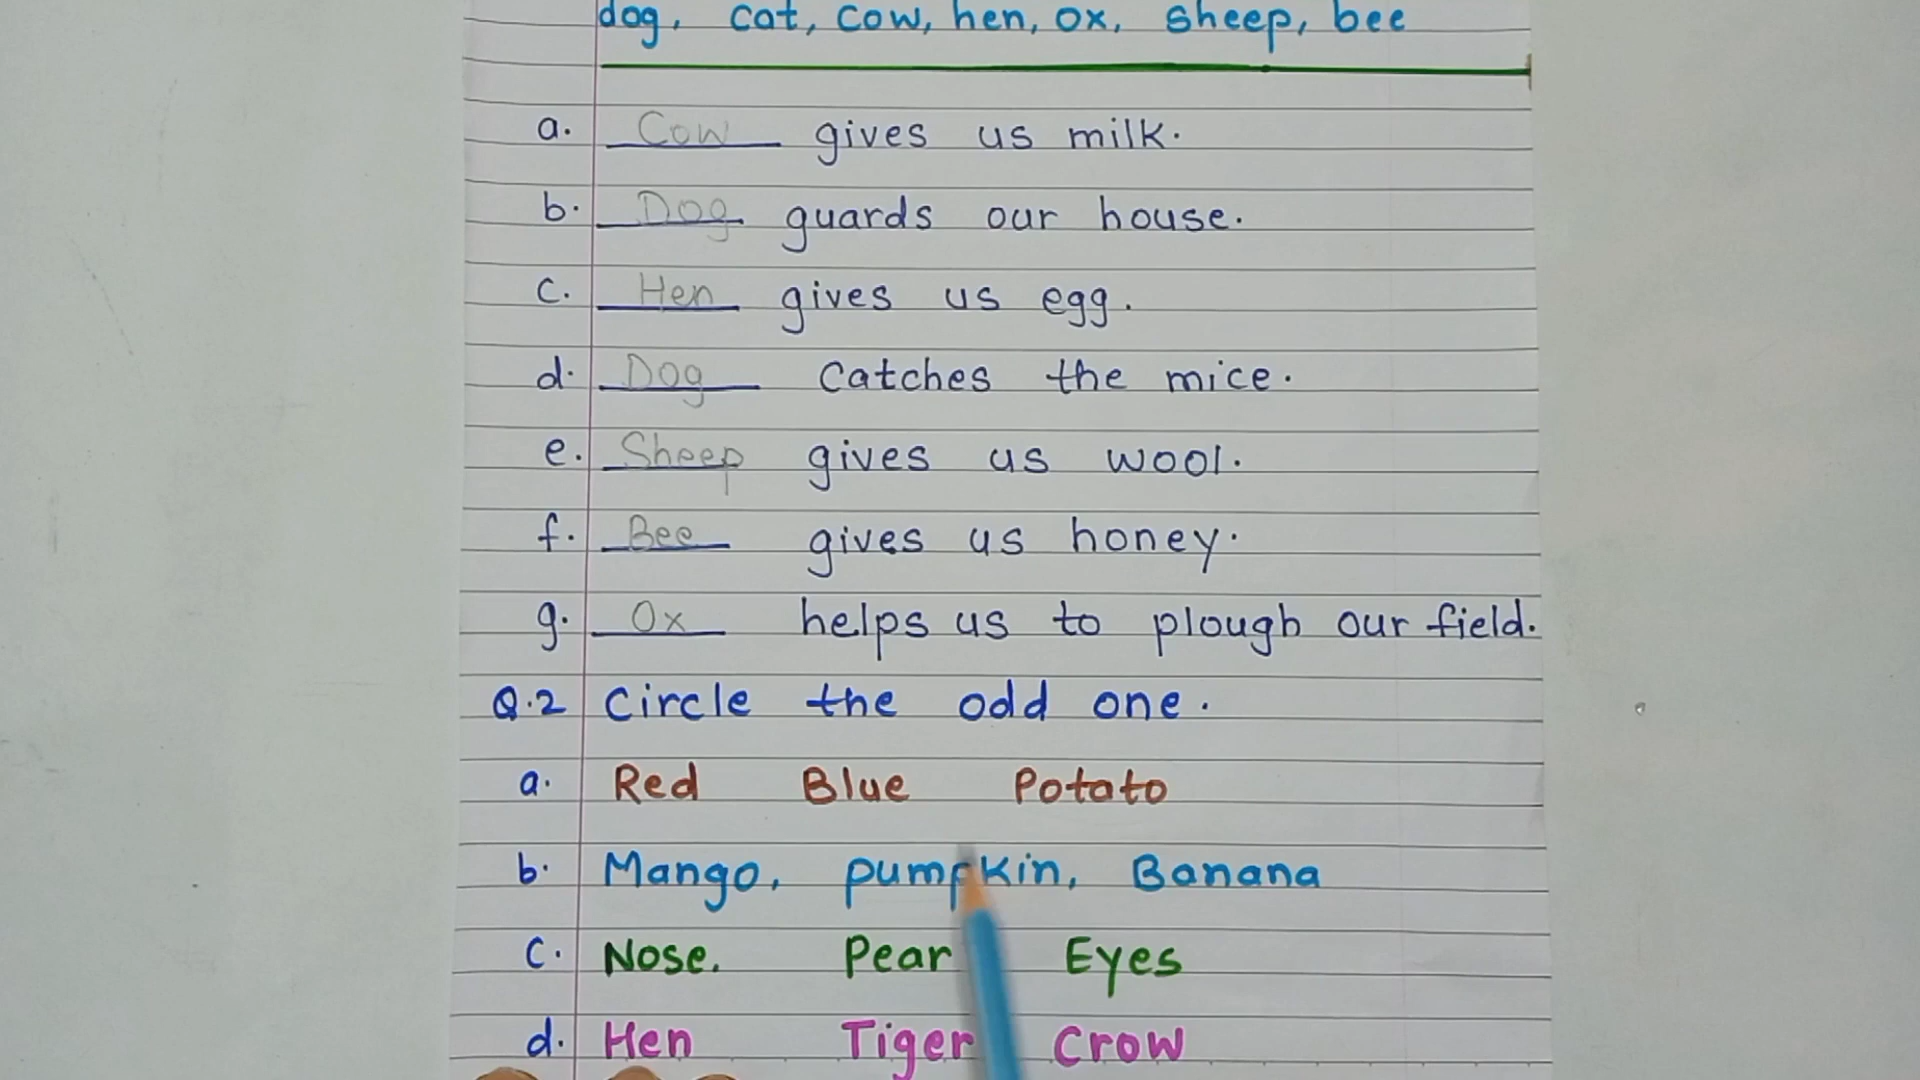 dog, cat, cow, hen, ox, sheep, bee
a. Cow gives us milk.
b. Dog guards our house.
c. Hen gives us egg.
d. Dog catches the mice.
e. Sheep gives us wool.
f. Bee gives us honey.
g. Ox helps us to plough our field.
Q.2 Circle the odd one.
a. Red Blue Potato
b. Mango, pumpkin, Banana
c. Nose. Pear Eyes
d. Hen Tiger Crow